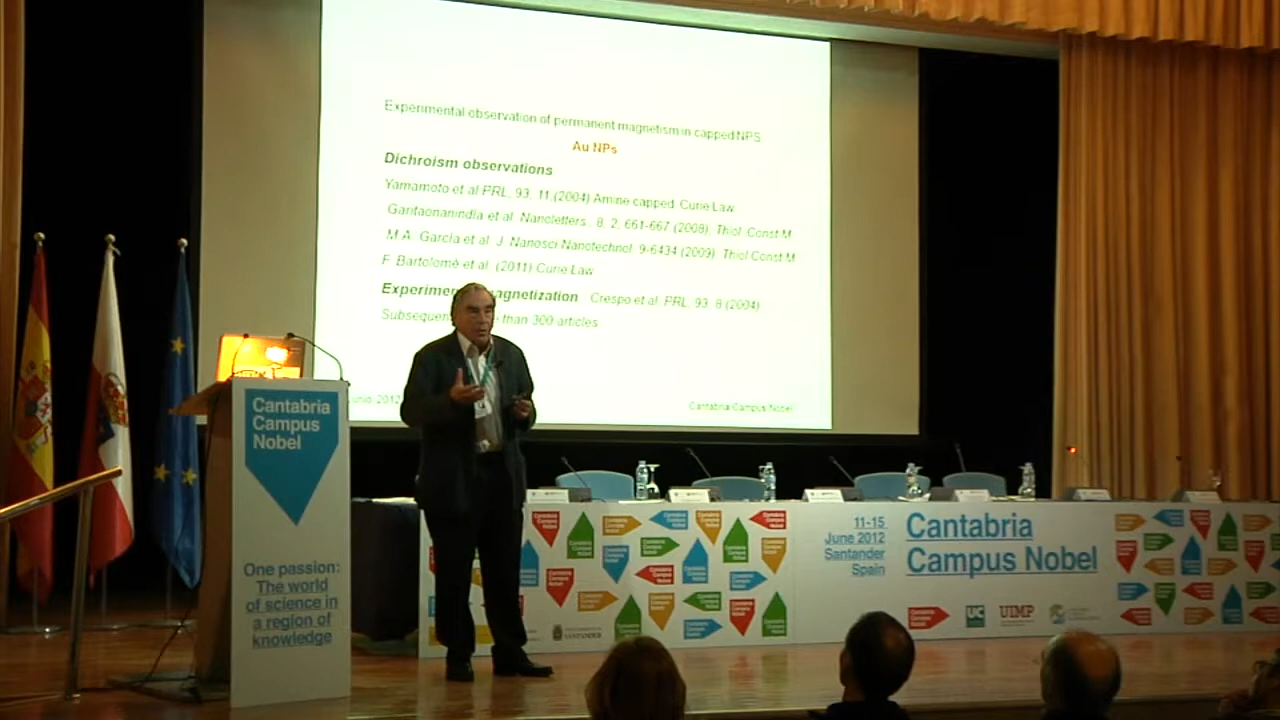 Experimental observation of permanent magnetism in capped NPS.
Au NPs
Dichroism observations
Yamamoto et al PRL, 93, 11,(2004) Amine capped. Curie Law
Garitaonanindia et al. Nanoletters, 8, 2, 661-667 (2008). Thiol. Const M.
M.A. García et al. J. Nanosci Nanotechnol. 9-6434 (2009). Thiol Const M
F. Bartolomé et al. (2011) Curie Law
Crespo et al. PRL, 93, 8 (2004)
than 300 articles
2012
Cantabria Campus Nobel
Cantabria
Campus
Nobel
One passion:
The world
of science in
a region of
knowledge
11-15
June 2012
Santander
Spain
Cantabria
Campus Nobel
SANTANDER
UC
UIMP